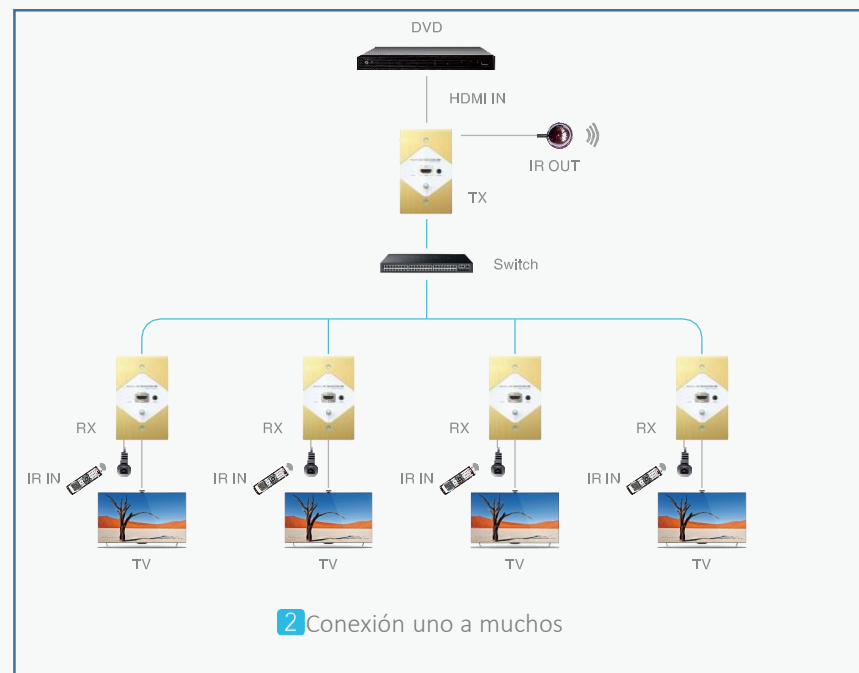 DVD
HDMI IN
IR OUT
TX
Switch
RX RX RX RX
IR IN IR IN IR IN IR IN
TV TV TV TV
2 Conexión uno a muchos